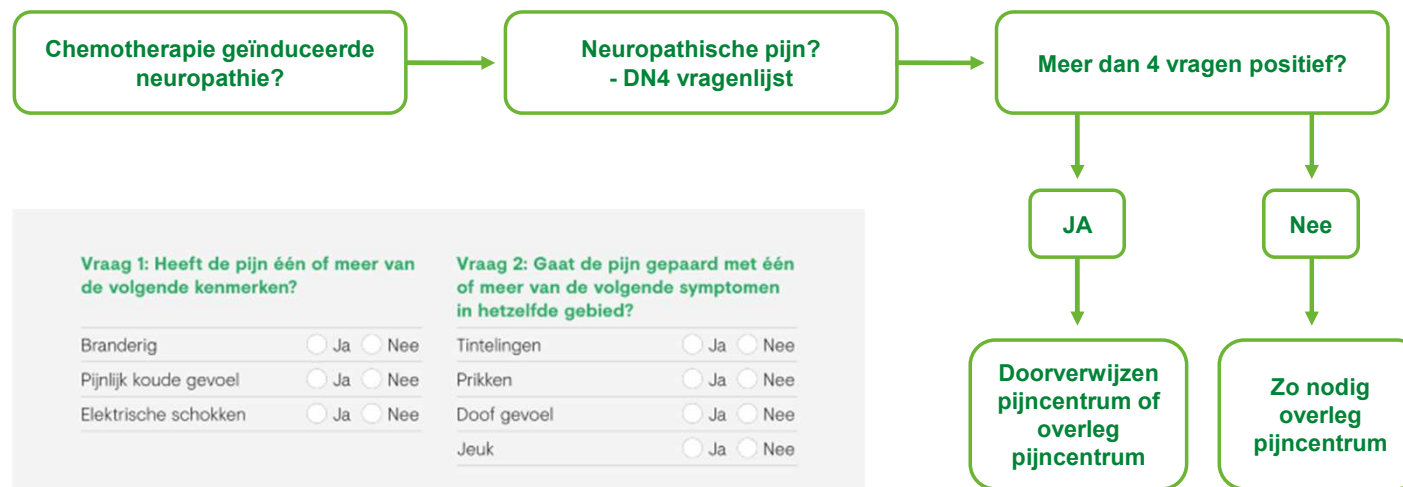 Chemotherapie geïnduceerde
neuropathie?
Neuropathische pijn?
- DN4 vragenlijst
Meer dan 4 vragen positief?
JA
Nee
Doorverwijzen
pijncentrum of
overleg
pijncentrum
Zo nodig
overleg
pijncentrum
Vraag 1: Heeft de pijn één of meer van
de volgende kenmerken?
Branderig Ja Nee
Pijnlijk koude gevoel Ja Nee
Elektrische schokken Ja Nee
Vraag 2: Gaat de pijn gepaard met één
of meer van de volgende symptomen
in hetzelfde gebied?
Tintelingen Ja Nee
Prikken Ja Nee
Doof gevoel Ja Nee
Jeuk Ja Nee